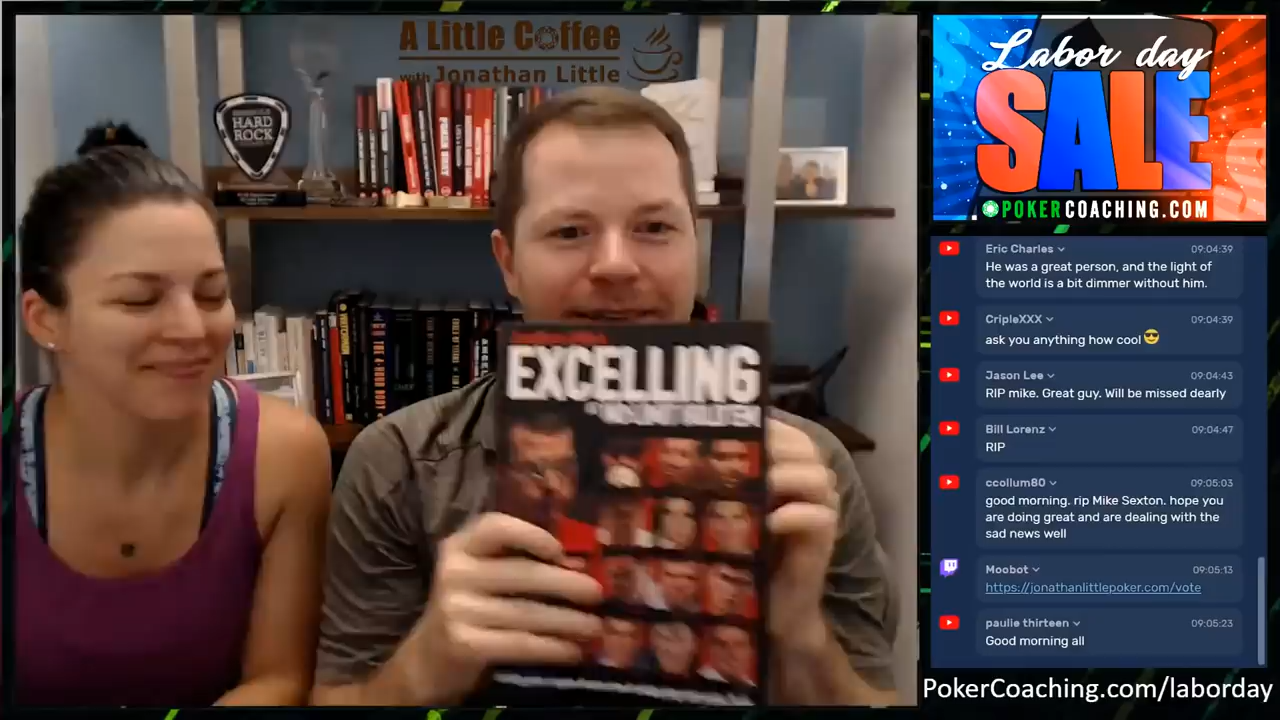 A Little Coffee
with Jonathan Little
HARD
ROCK
EXCELLING
Labor day
SALE
POKERCOACHING.COM
Eric Charles 09:04:39
He was a great person, and the light of
the world is a bit dimmer without him.
CripleXXX 09:04:39
ask you anything how cool 😎
Jason Lee 09:04:43
RIP mike. Great guy. Will be missed dearly
Bill Lorenz 09:04:47
RIP
ccollum80 09:05:03
good morning. rip Mike Sexton. hope you
are doing great and are dealing with the
sad news well
Moobot 09:05:13
https://jonathanlittlepoker.com/vote
paulie thirteen 09:05:23
Good morning all
PokerCoaching.com/laborday